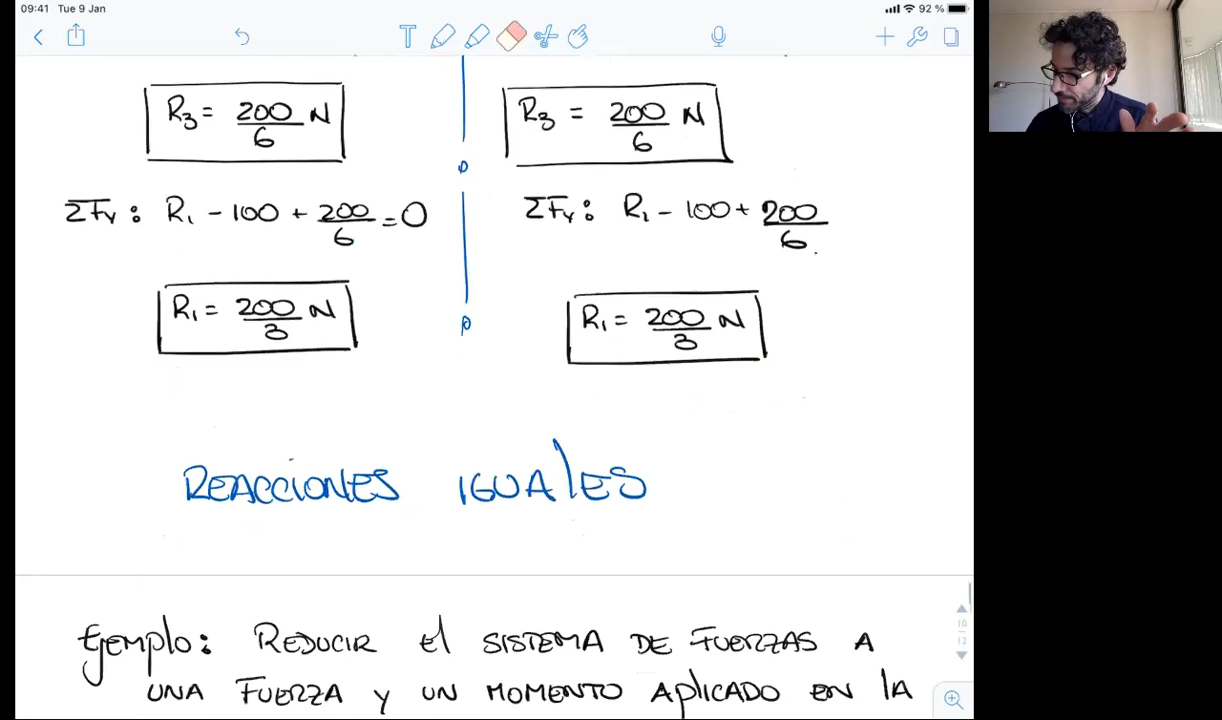 09:41 Tue 9 Jan 92 %
T
R3 = 200/6 N
R3 = 200/6 N
ΣFy: R1 - 100 + 200/6 = 0
ΣFy: R1 - 100 + 200/6
R1 = 200/3 N
R1 = 200/3 N
REACCIONES IGUALES
Ejemplo: REDUCIR el SISTEMA DE FUERZAS A
UNA FUERZA y UN MOMENTO APlICADO EN lA
10
12